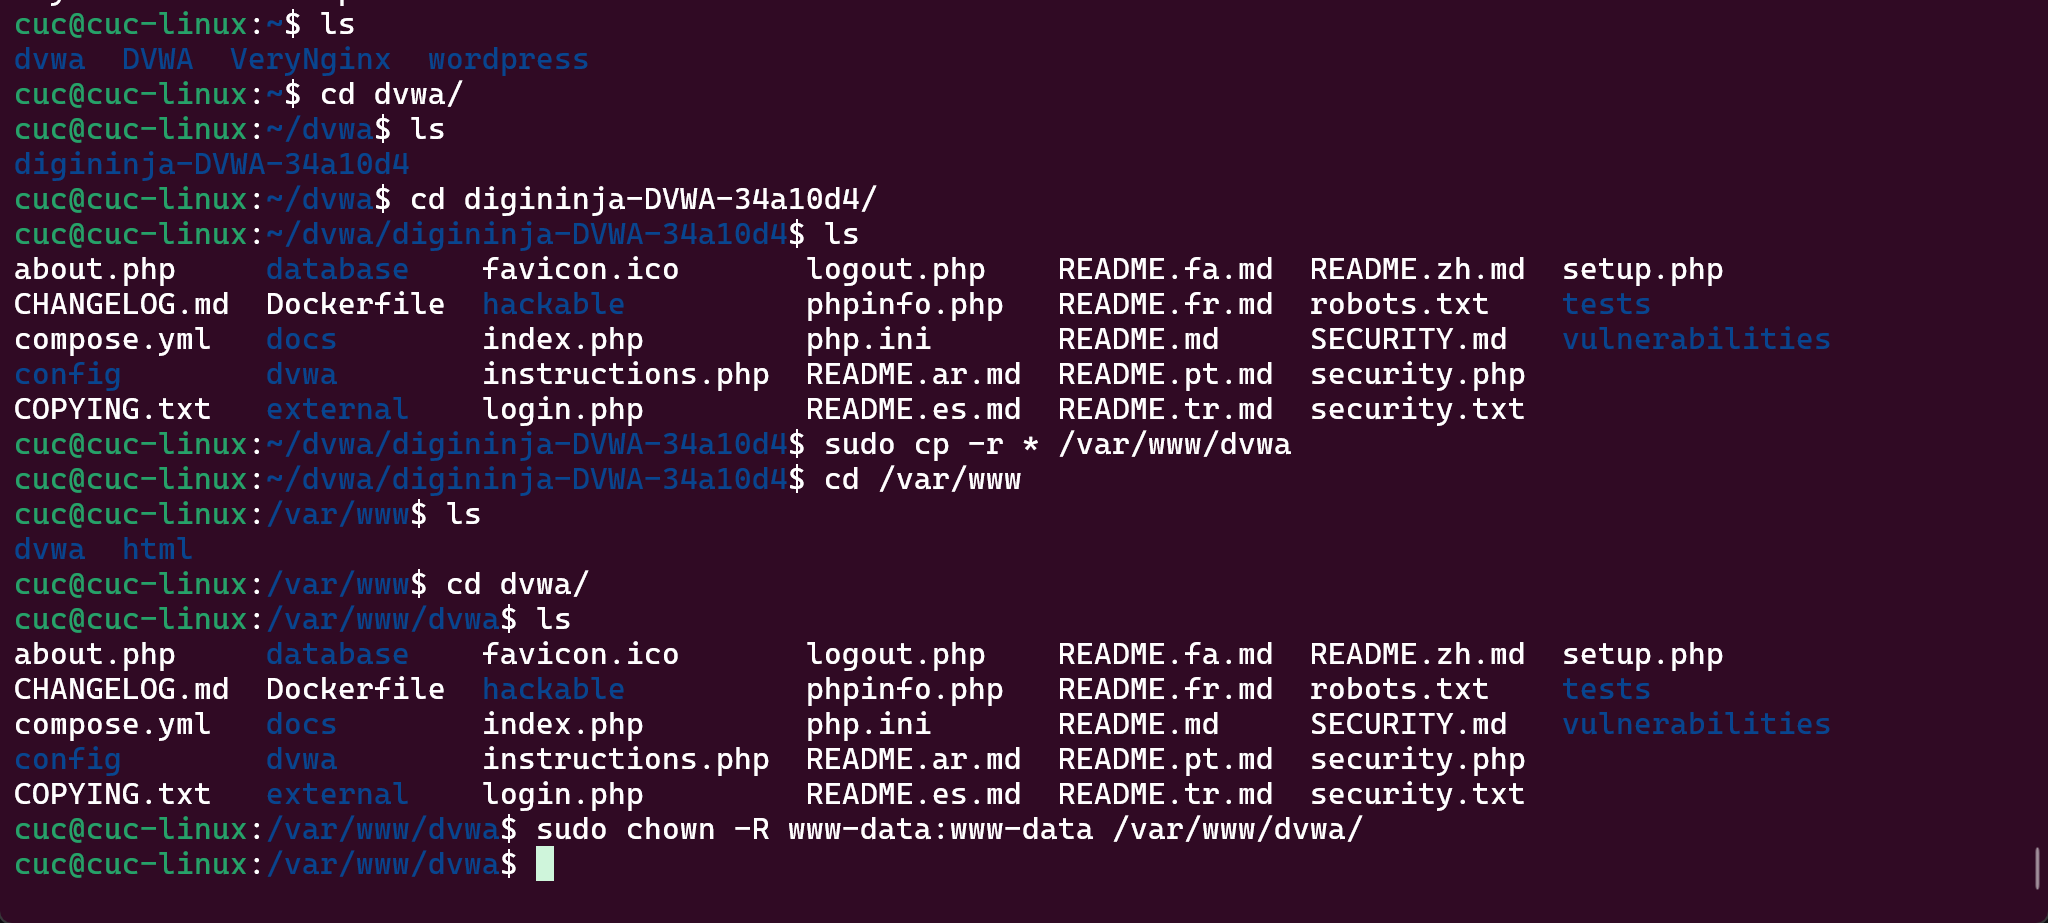 cuc@cuc-linux:~$ ls
dvwa  DVWA  VeryNginx  wordpress
cuc@cuc-linux:~$ cd dvwa/
cuc@cuc-linux:~/dvwa$ ls
digininja-DVWA-34a10d4
cuc@cuc-linux:~/dvwa$ cd digininja-DVWA-34a10d4/
cuc@cuc-linux:~/dvwa/digininja-DVWA-34a10d4$ ls
about.php      database    favicon.ico       logout.php    README.fa.md  README.zh.md  setup.php
CHANGELOG.md  Dockerfile  hackable          phpinfo.php   README.fr.md  robots.txt    tests
compose.yml   docs        index.php         php.ini       README.md     SECURITY.md   vulnerabilities
config        dvwa        instructions.php  README.ar.md  README.pt.md  security.php
COPYING.txt   external    login.php         README.es.md  README.tr.md  security.txt
cuc@cuc-linux:~/dvwa/digininja-DVWA-34a10d4$ sudo cp -r * /var/www/dvwa
cuc@cuc-linux:~/dvwa/digininja-DVWA-34a10d4$ cd /var/www
cuc@cuc-linux:/var/www$ ls
dvwa  html
cuc@cuc-linux:/var/www$ cd dvwa/
cuc@cuc-linux:/var/www/dvwa$ ls
about.php     database    favicon.ico       logout.php    README.fa.md  README.zh.md  setup.php
CHANGELOG.md  Dockerfile  hackable          phpinfo.php   README.fr.md  robots.txt    tests
compose.yml   docs        index.php         php.ini       README.md     SECURITY.md   vulnerabilities
config        dvwa        instructions.php  README.ar.md  README.pt.md  security.php
COPYING.txt   external    login.php         README.es.md  README.tr.md  security.txt
cuc@cuc-linux:/var/www/dvwa$ sudo chown -R www-data:www-data /var/www/dvwa/
cuc@cuc-linux:/var/www/dvwa$